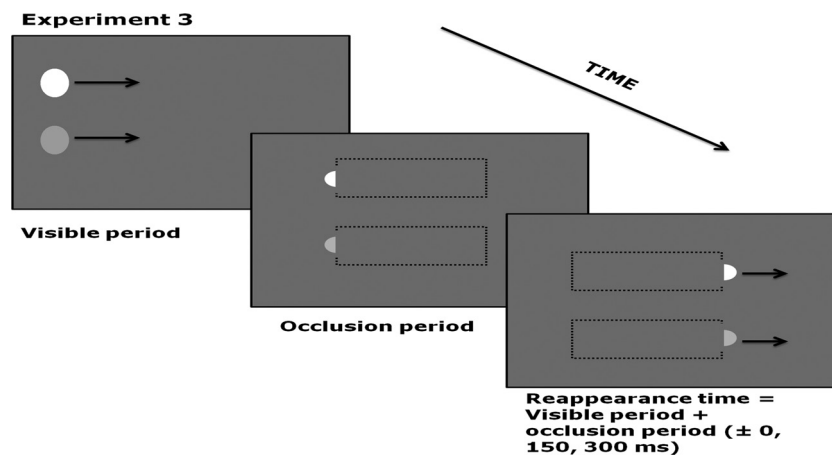 Experiment 3
TIME
Visible period
Occlusion period
Reappearance time =
Visible period +
occlusion period (± 0,
150, 300 ms)